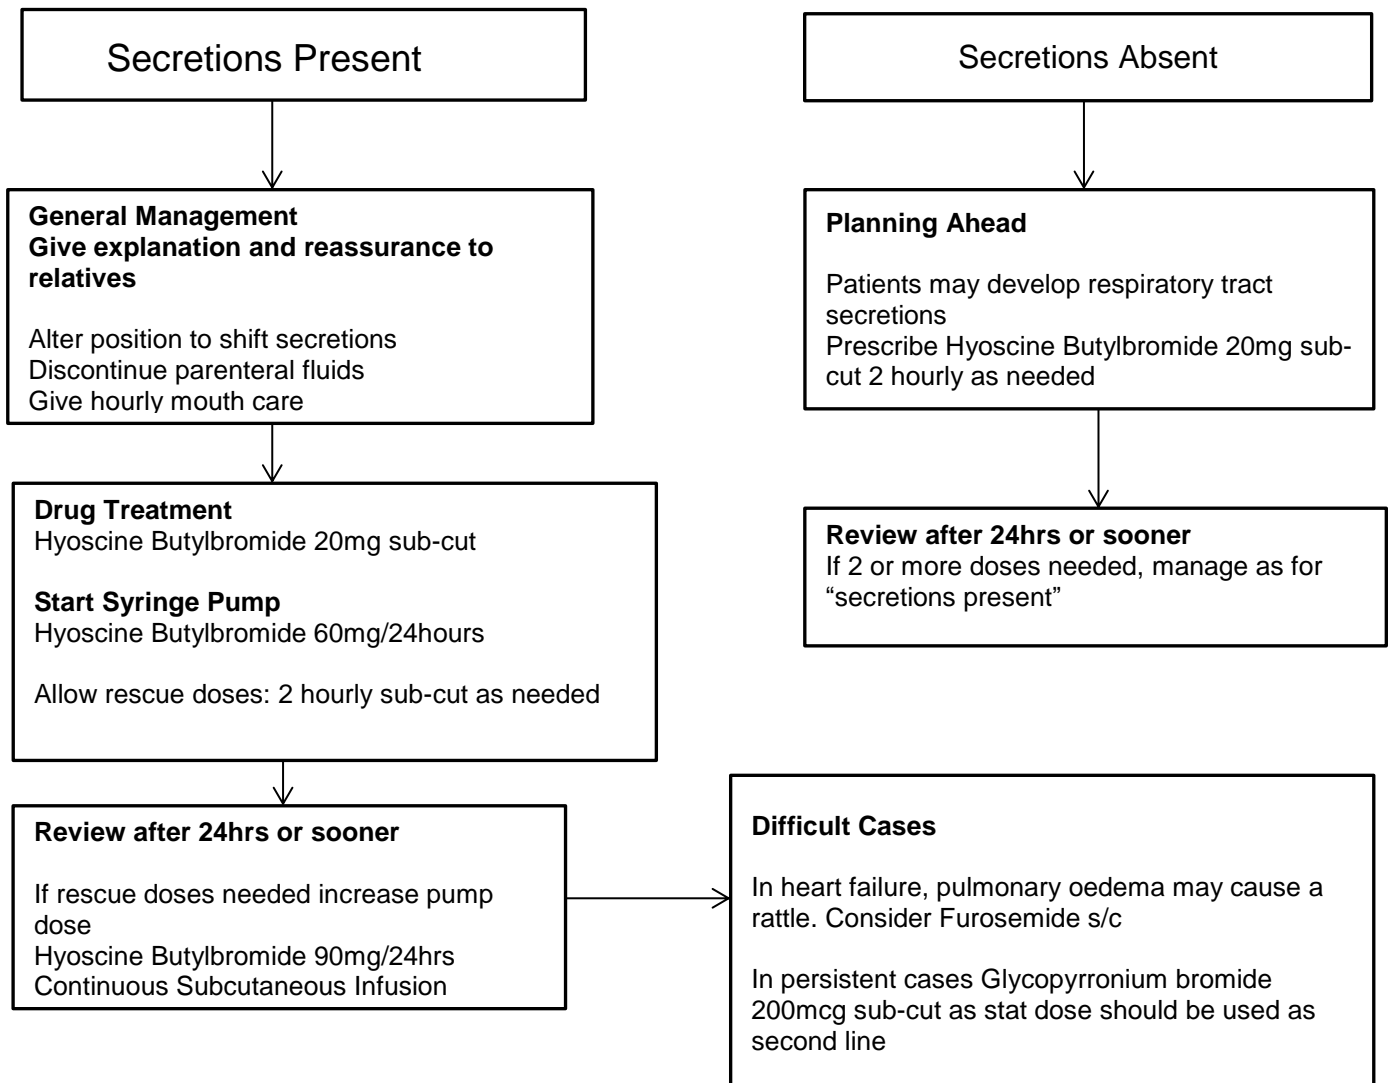 Secretions Present
General Management
Give explanation and reassurance to
relatives
Alter position to shift secretions
Discontinue parenteral fluids
Give hourly mouth care
Drug Treatment
Hyoscine Butylbromide 20mg sub-cut
Start Syringe Pump
Hyoscine Butylbromide 60mg/24hours
Allow rescue doses: 2 hourly sub-cut as needed
Review after 24hrs or sooner
If rescue doses needed increase pump
dose
Hyoscine Butylbromide 90mg/24hrs
Continuous Subcutaneous Infusion
Secretions Absent
Planning Ahead
Patients may develop respiratory tract
secretions
Prescribe Hyoscine Butylbromide 20mg sub-
cut 2 hourly as needed
Review after 24hrs or sooner
If 2 or more doses needed, manage as for
“secretions present”
Difficult Cases
In heart failure, pulmonary oedema may cause a
rattle. Consider Furosemide s/c
In persistent cases Glycopyrronium bromide
200mcg sub-cut as stat dose should be used as
second line